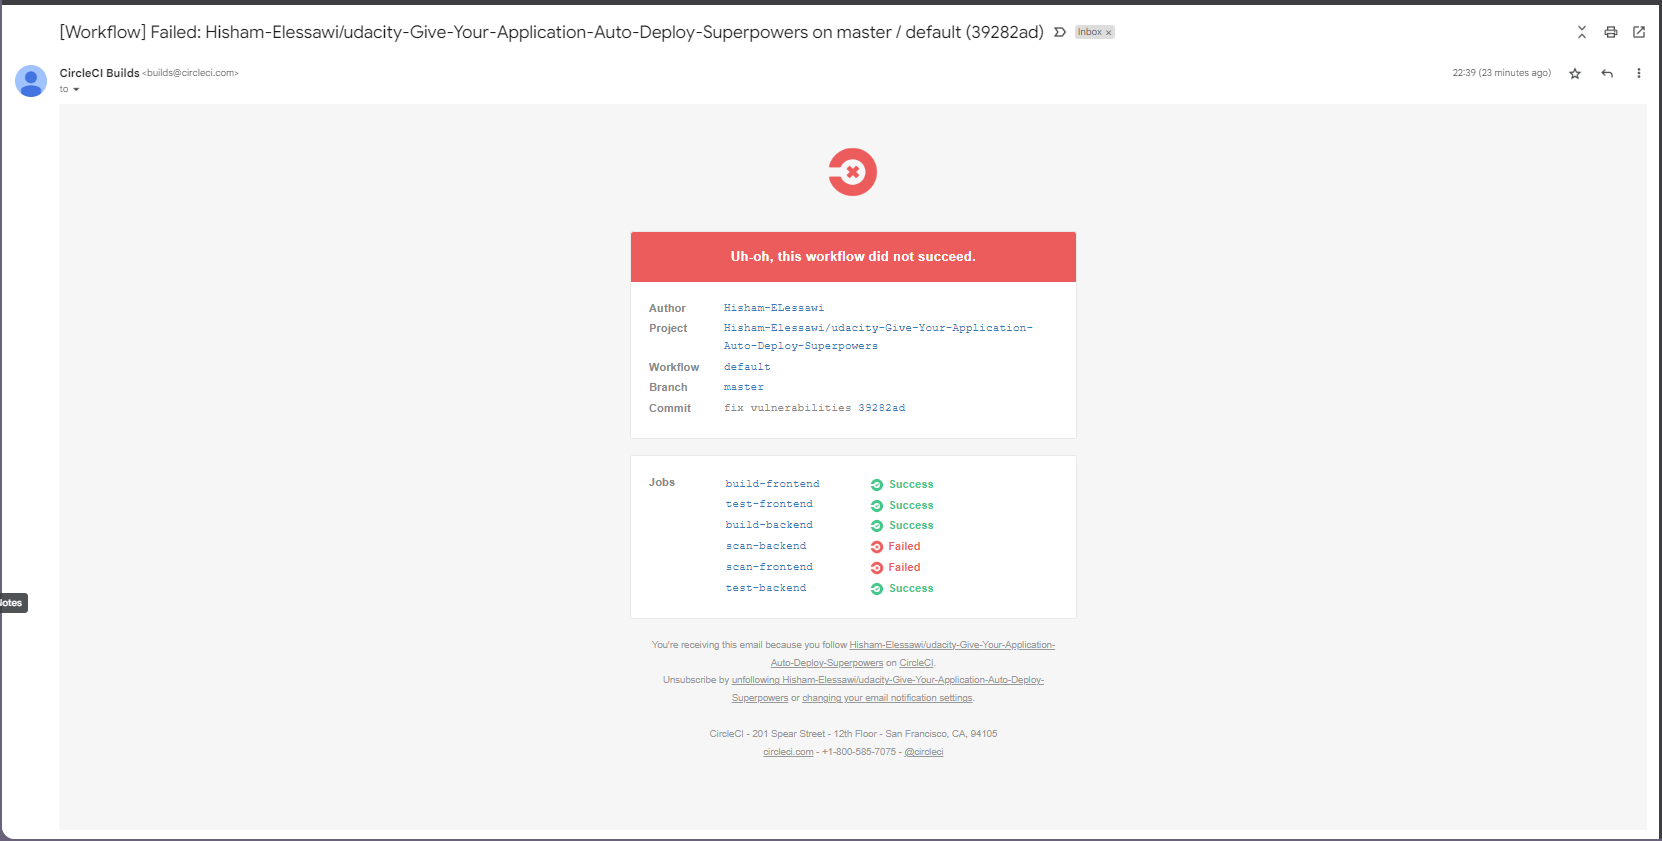 [Workflow] Failed: Hisham-Elessawi/udacity-Give-Your-Application-Auto-Deploy-Superpowers on master / default (39282ad) Inbox ×
CircleCI Builds <builds@circleci.com> 22:39 (23 minutes ago)
to
Uh-oh, this workflow did not succeed.
Author Hisham-ELessawi
Project Hisham-Elessawi/udacity-Give-Your-Application-
Auto-Deploy-Superpowers
Workflow default
Branch master
Commit fix vulnerabilities 39282ad
Jobs build-frontend Success
test-frontend Success
build-backend Success
scan-backend Failed
scan-frontend Failed
test-backend Success
You're receiving this email because you follow Hisham-Elessawi/udacity-Give-Your-Application-
Auto-Deploy-Superpowers on CircleCI.
Unsubscribe by unfollowing Hisham-Elessawi/udacity-Give-Your-Application-Auto-Deploy-
Superpowers or changing your email notification settings.
CircleCI - 201 Spear Street - 12th Floor - San Francisco, CA, 94105
circleci.com - +1-800-585-7075 - @circleci